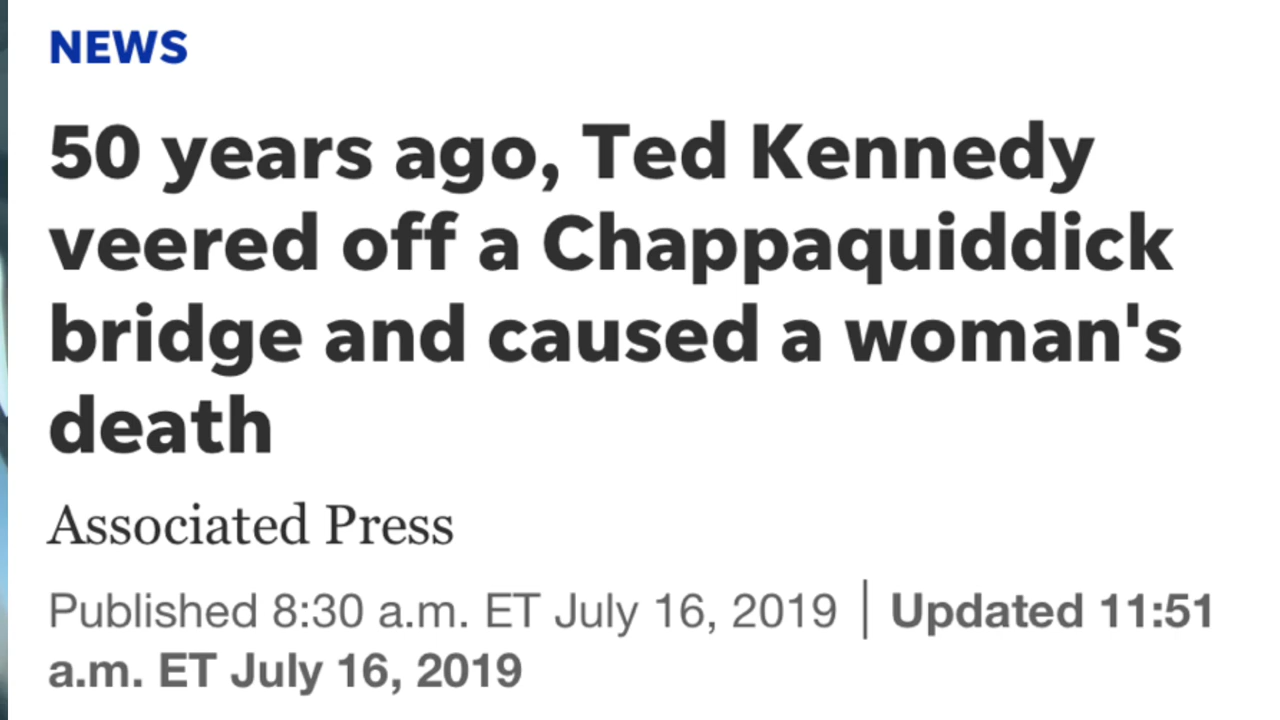 NEWS
50 years ago, Ted Kennedy
veered off a Chappaquiddick
bridge and caused a woman's
death
Associated Press
Published 8:30 a.m. ET July 16, 2019 | Updated 11:51
a.m. ET July 16, 2019